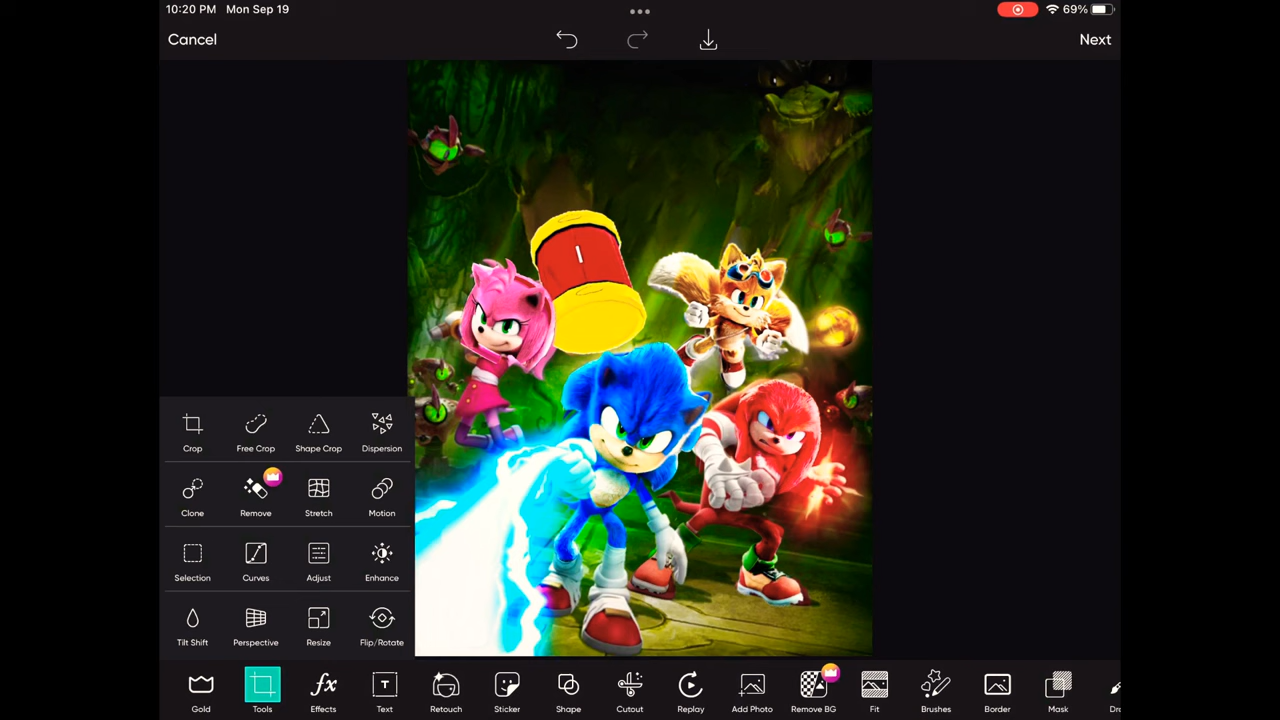 10:20 PM Mon Sep 19
69%
Cancel
Next
Crop Free Crop Shape Crop Dispersion
Clone Remove Stretch Motion
Selection Curves Adjust Enhance
Tilt Shift Perspective Resize Flip/Rotate
Gold Tools Effects Text Retouch Sticker Shape Cutout Replay Add Photo Remove BG Fit Brushes Border Mask